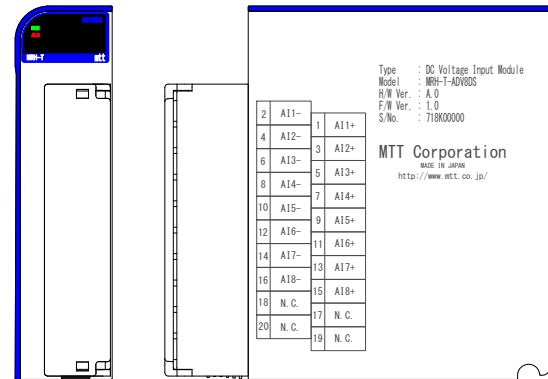 MRH-T mtt
Type : DC Voltage Input Module
Model : MRH-T-ADV8DS
H/W Ver. : A.0
F/W Ver. : 1.0
S/No. : 718K00000
MTT Corporation
MADE IN JAPAN
http://www.mtt.co.jp/
2 AI1-
1 AI1+
4 AI2-
3 AI2+
6 AI3-
5 AI3+
8 AI4-
7 AI4+
10 AI5-
9 AI5+
12 AI6-
11 AI6+
14 AI7-
13 AI7+
16 AI8-
15 AI8+
18 N.C.
17 N.C.
20 N.C.
19 N.C.